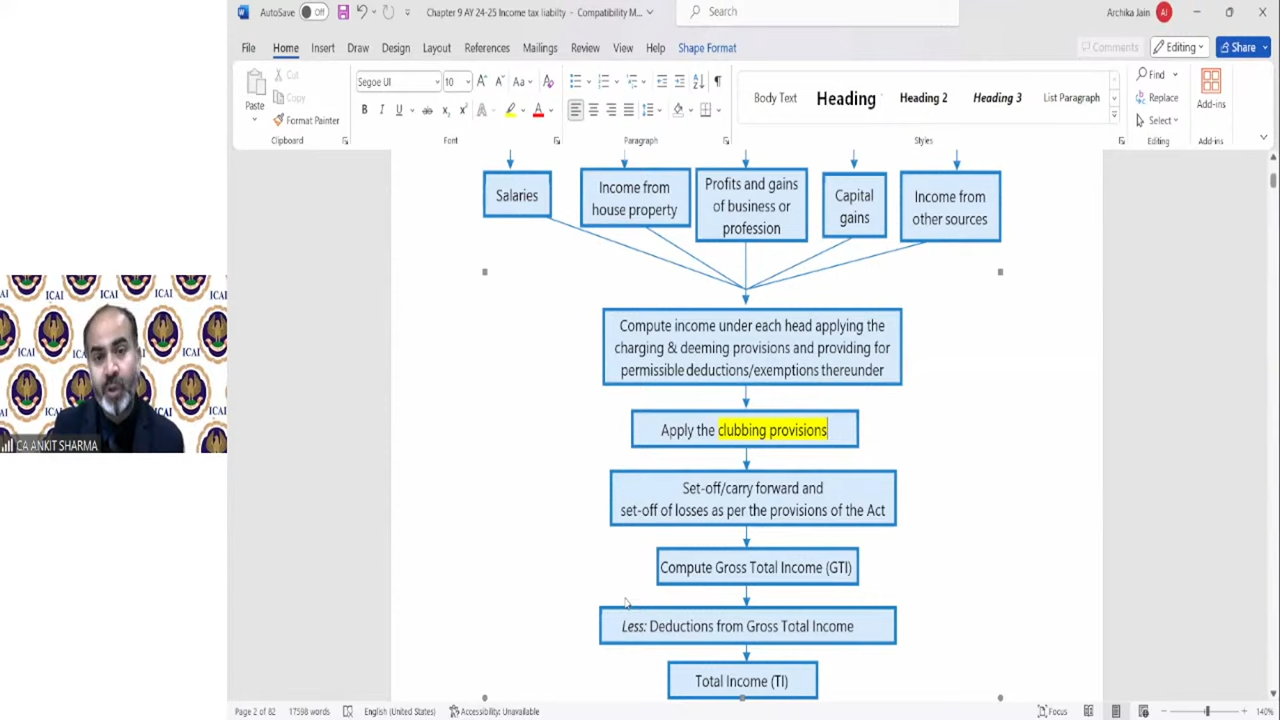 AutoSave
Off
Chapter 9 AY 24-25 Income tax liabilty - Compatibility M...
Search
Archika Jain
AJ
File
Home
Insert
Draw
Design
Layout
References
Mailings
Review
View
Help
Shape Format
Comments
Editing
Share
Paste
Cut
Copy
Format Painter
Clipboard
Segoe UI
10
Font
Paragraph
Body Text
Heading
Heading 2
Heading 3
List Paragraph
Styles
Find
Replace
Select
Editing
Add-ins
Add-ins
Salaries
Income from
house property
Profits and gains
of business or
profession
Capital
gains
Income from
other sources
Compute income under each head applying the
charging & deeming provisions and providing for
permissible deductions/exemptions thereunder
Apply the clubbing provisions
Set-off/carry forward and
set-off of losses as per the provisions of the Act
Compute Gross Total Income (GTI)
Less: Deductions from Gross Total Income
Total Income (TI)
ICAI
ICAI
ICAI
ICAI
ICAI
ICAI
CA ANKIT SHARMA
Page 2 of 82
17598 words
English (United States)
Accessibility: Unavailable
Focus
140%